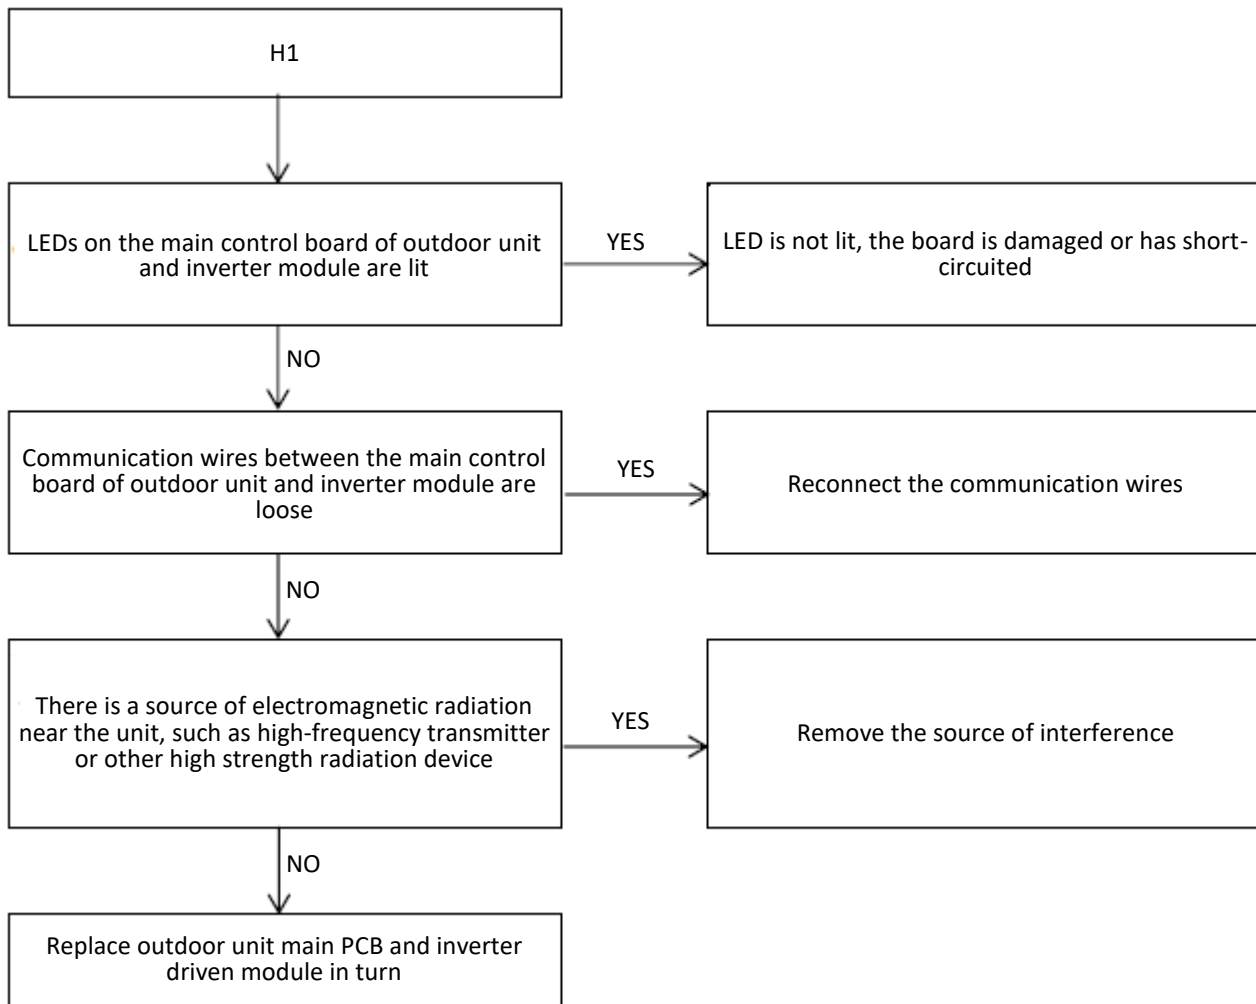 H1
LEDs on the main control board of outdoor unit
and inverter module are lit
YES
LED is not lit, the board is damaged or has short-
circuited
NO
Communication wires between the main control
board of outdoor unit and inverter module are
loose
YES
Reconnect the communication wires
NO
There is a source of electromagnetic radiation
near the unit, such as high-frequency transmitter
or other high strength radiation device
YES
Remove the source of interference
NO
Replace outdoor unit main PCB and inverter
driven module in turn